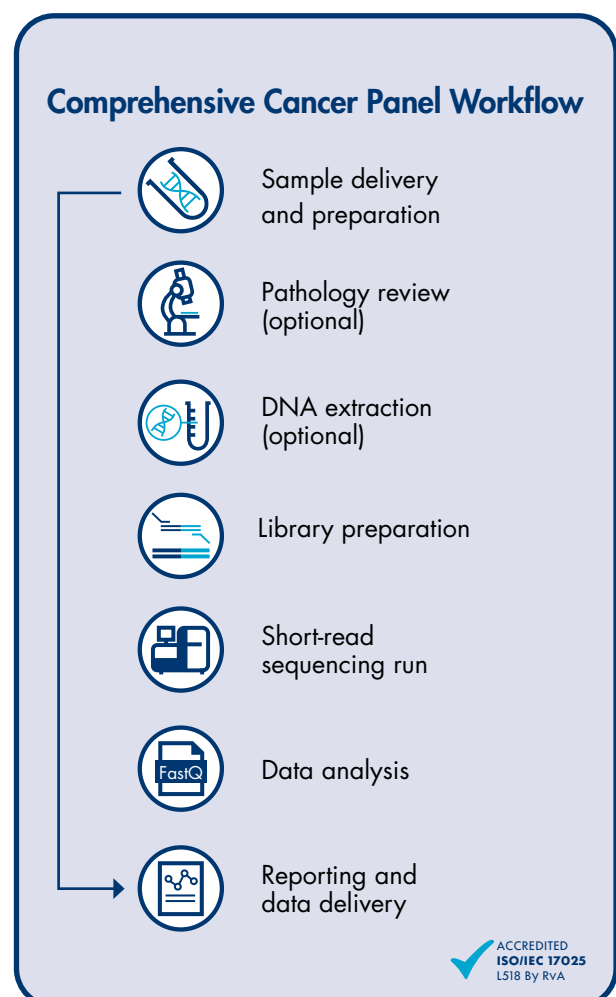 Comprehensive Cancer Panel Workflow
Sample delivery
and preparation
Pathology review
(optional)
DNA extraction
(optional)
Library preparation
Short-read
sequencing run
FastQ
Data analysis
Reporting and
data delivery
ACCREDITED
ISO/IEC 17025
L518 By RvA